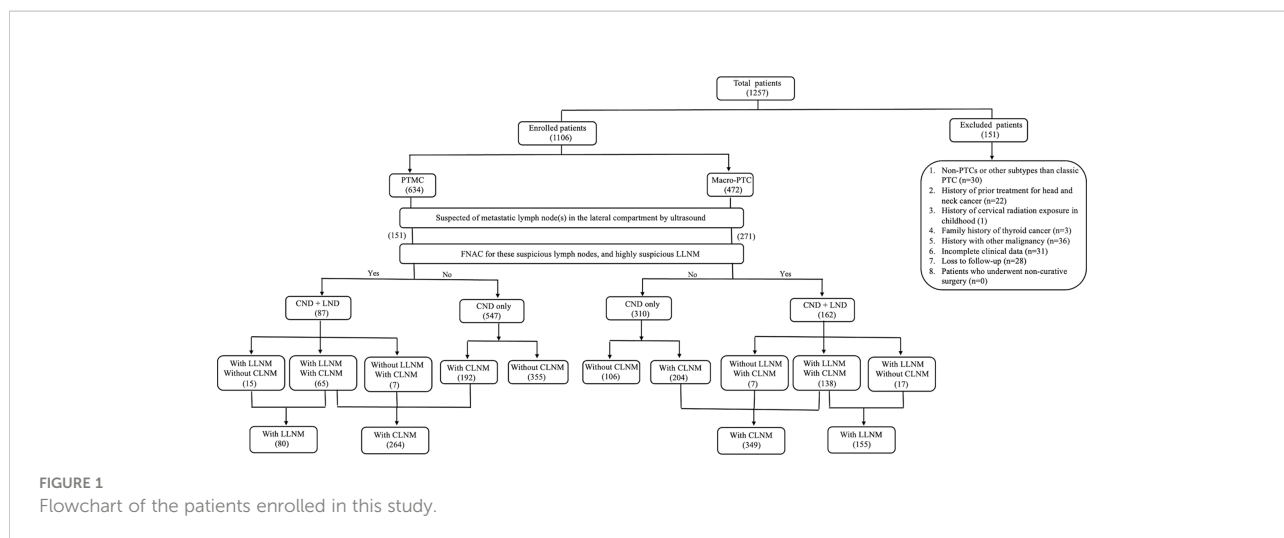 Total patients
(1257)
Enrolled patients
(1106)
Excluded patients
(151)
1. Non-PTCs or other subtypes than classic
PTC (n=30)
2. History of prior treatment for head and
neck cancer (n=22)
3. History of cervical radiation exposure in
childhood (1)
4. Family history of thyroid cancer (n=3)
5. History with other malignancy (n=36)
6. Incomplete clinical data (n=31)
7. Loss to follow-up (n=28)
8. Patients who underwent non-curative
surgery (n=0)
PTMC
(634)
Macro-PTC
(472)
Suspected of metastatic lymph node(s) in the lateral compartment by ultrasound
(151)
(271)
FNAC for these suspicious lymph nodes, and highly suspicious LLNM
Yes
No
No
Yes
CND + LND
(87)
CND only
(547)
CND only
(310)
CND + LND
(162)
With LLNM
Without CLNM
(15)
With LLNM
With CLNM
(65)
Without LLNM
With CLNM
(7)
With CLNM
(192)
Without CLNM
(355)
Without CLNM
(106)
With CLNM
(204)
Without LLNM
With CLNM
(7)
With LLNM
With CLNM
(138)
With LLNM
Without CLNM
(17)
With LLNM
(80)
With CLNM
(264)
With CLNM
(349)
With LLNM
(155)
FIGURE 1
Flowchart of the patients enrolled in this study.